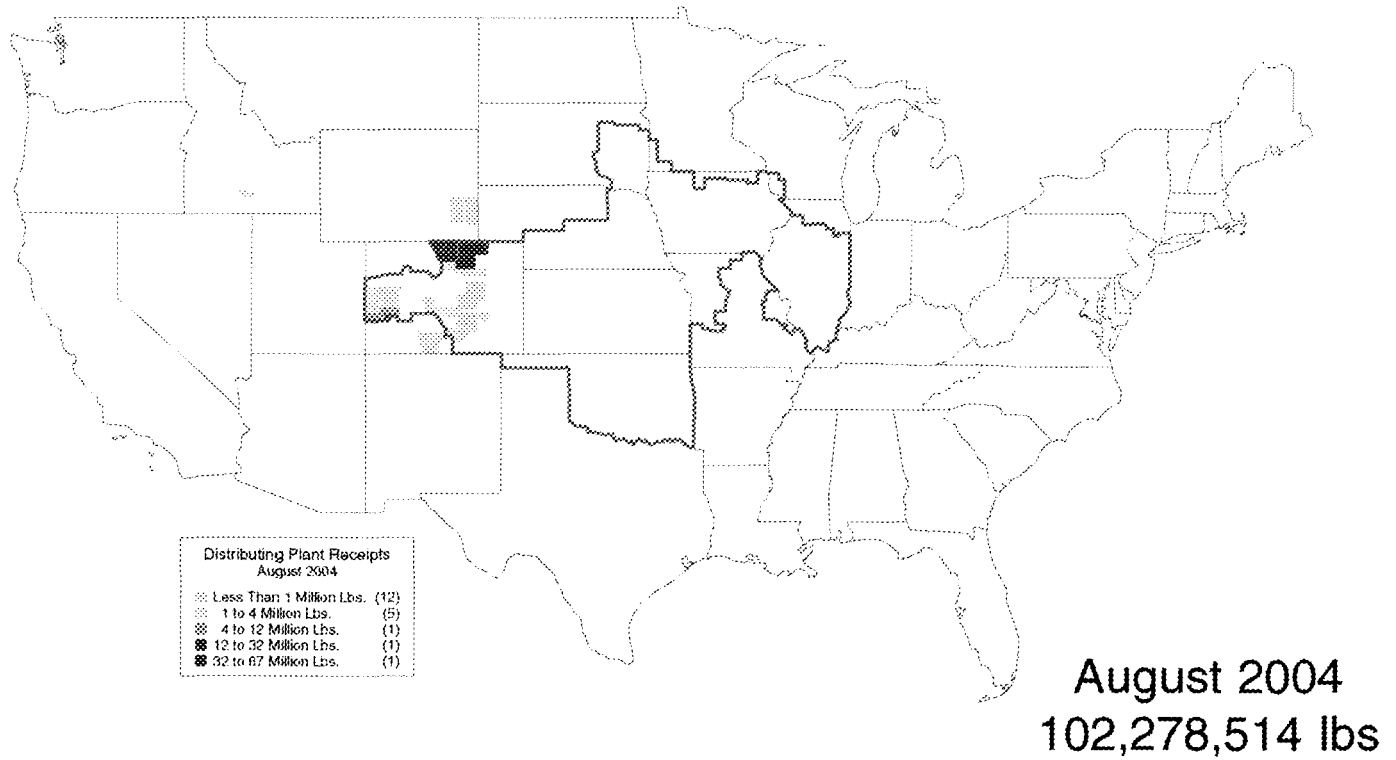 Distributing Plant Receipts
August 2004
Less Than 1 Million Lbs. (12)
1 to 4 Million Lbs. (5)
4 to 12 Million Lbs. (1)
12 to 32 Million Lbs. (1)
32 to 67 Million Lbs. (1)
August 2004
102,278,514 lbs